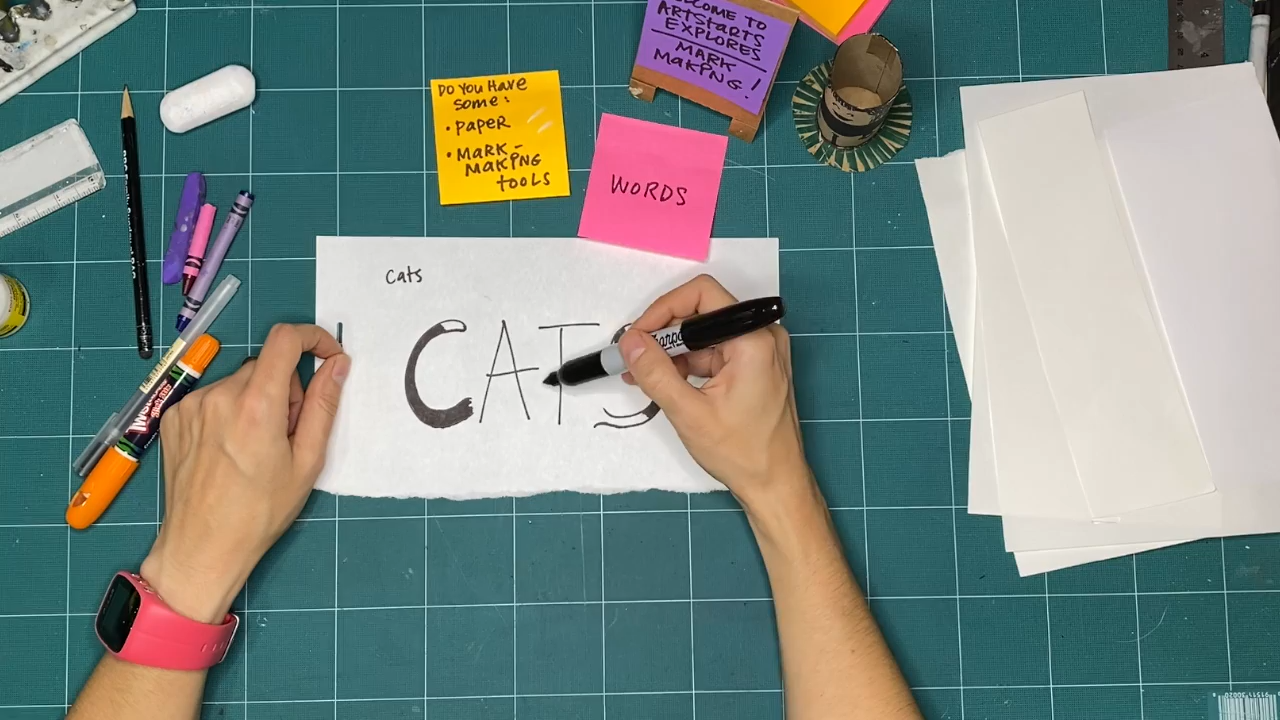 WELCOME TO
ARTSTARTS
EXPLORES
MARK
MAKING!
DO YOU HAVE
SOME:
• PAPER
• MARK-
MAKING
TOOLS
WORDS
cats
CATS